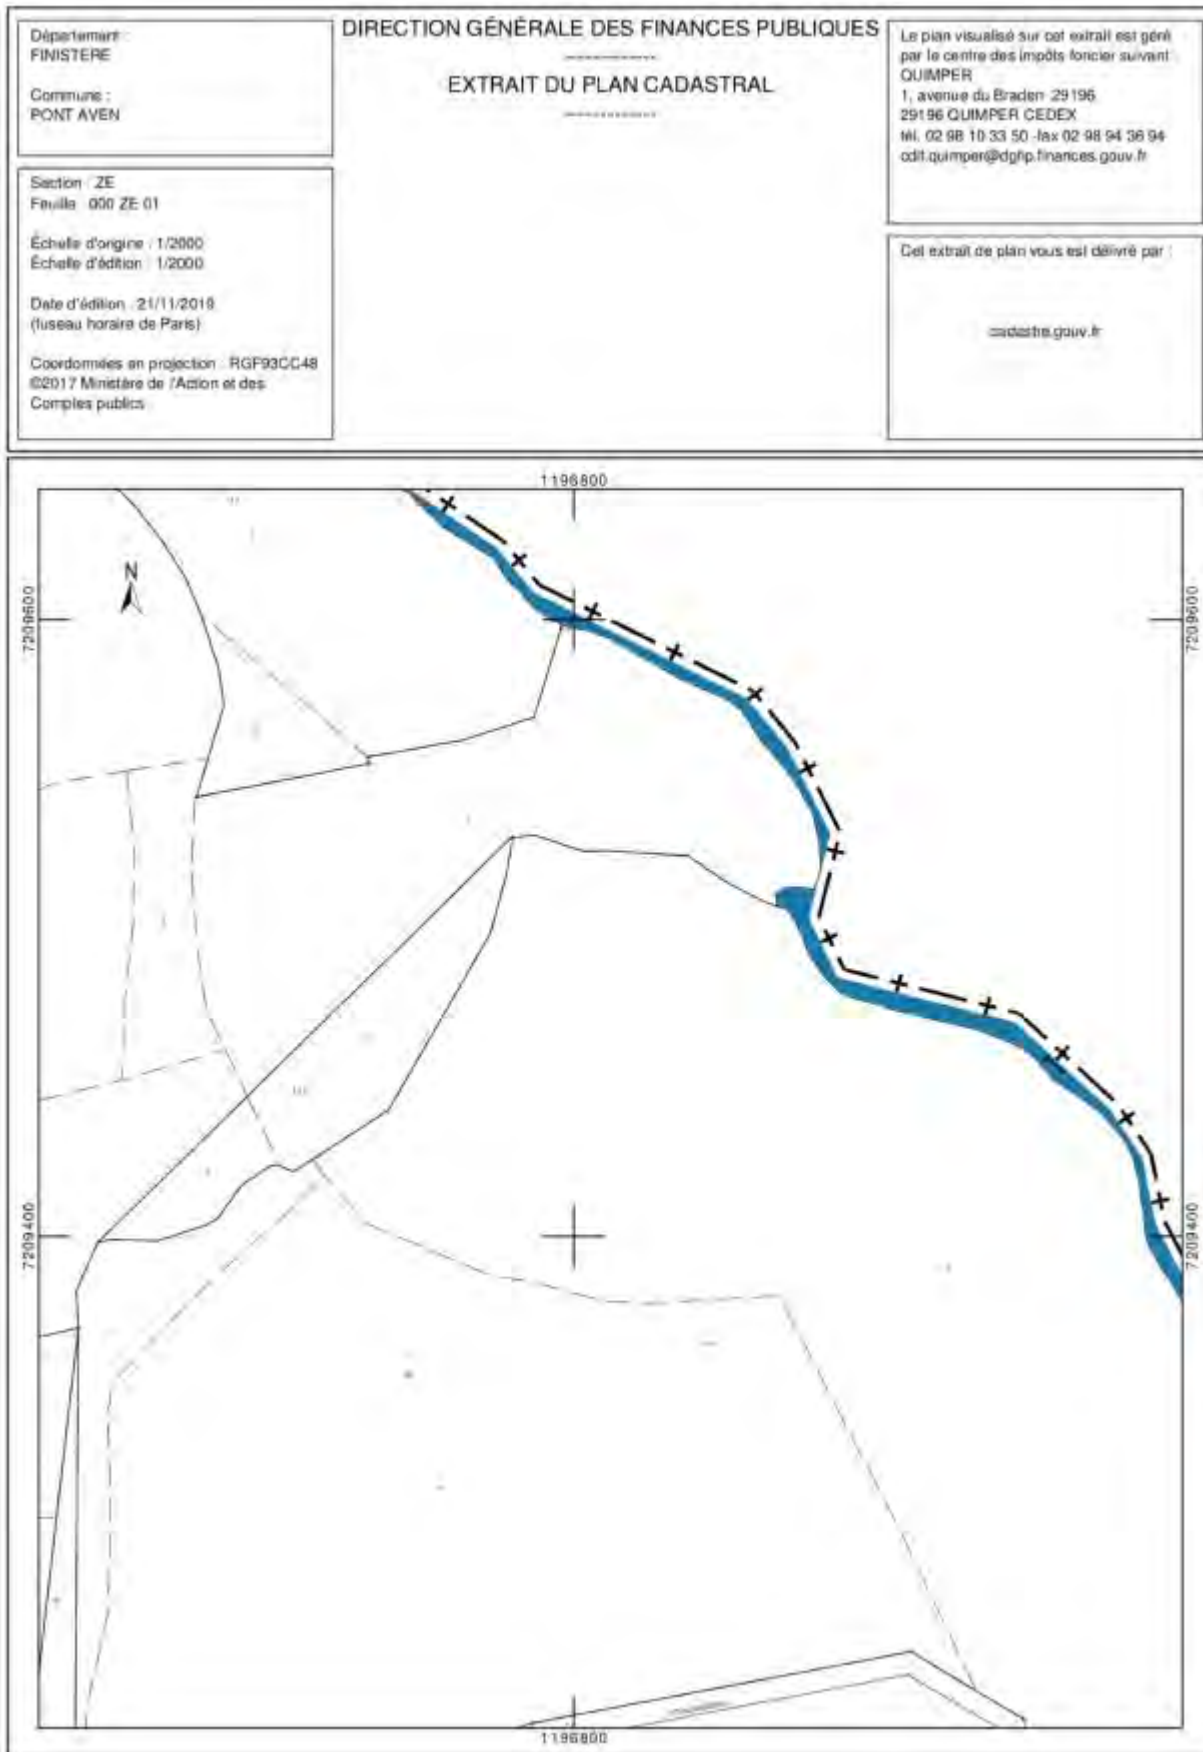 Département :
FINISTERE
Commune :
PONT AVEN
Section : ZE
Feuille : 000 ZE 01
Échelle d'origine : 1/2000
Échelle d'édition : 1/2000
Date d'édition : 21/11/2019
(fuseau horaire de Paris)
Coordonnées en projection : RGF93CC48
©2017 Ministère de l'Action et des
Comptes publics
DIRECTION GÉNÉRALE DES FINANCES PUBLIQUES
EXTRAIT DU PLAN CADASTRAL
Le plan visualisé sur cet extrait est géré
par le centre des impôts foncier suivant :
QUIMPER
1, avenue du Braden 29196
29196 QUIMPER CEDEX
tél. 02 98 10 33 50 -fax 02 98 94 36 94
cdif.quimper@dgfip.finances.gouv.fr
Cet extrait de plan vous est délivré par :
cadastre.gouv.fr
1196800
N
7209600
7209600
7209400
7209400
1196800